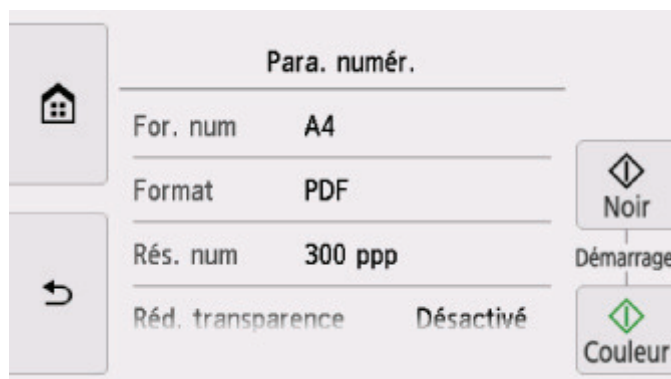 Para. numér.
For. num A4
Format PDF
Rés. num 300 ppp
Réd. transparence Désactivé
Noir
Démarrage
Couleur